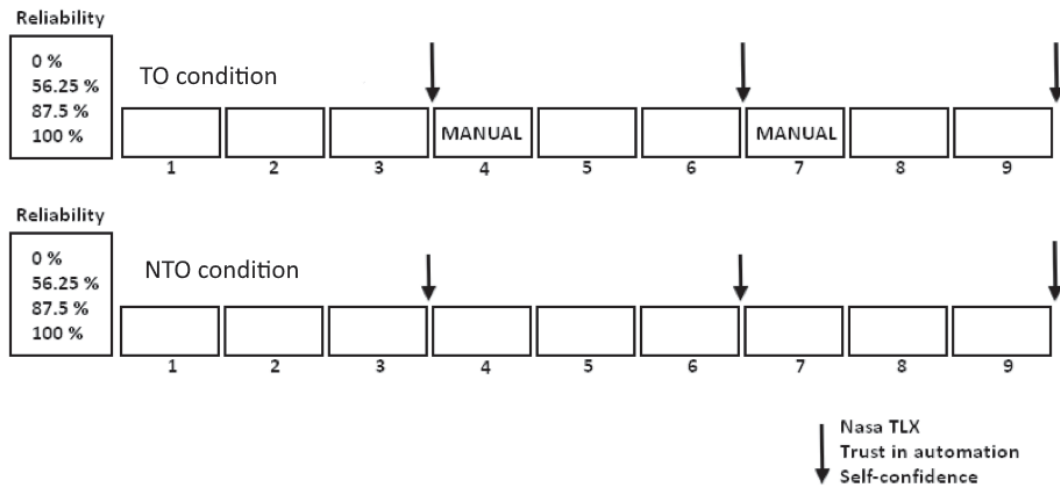 Reliability
0 %
56.25 %
87.5 %
100 %
TO condition
MANUAL MANUAL
1 2 3 4 5 6 7 8 9
Reliability
0 %
56.25 %
87.5 %
100 %
NTO condition
1 2 3 4 5 6 7 8 9
Nasa TLX
Trust in automation
Self-confidence